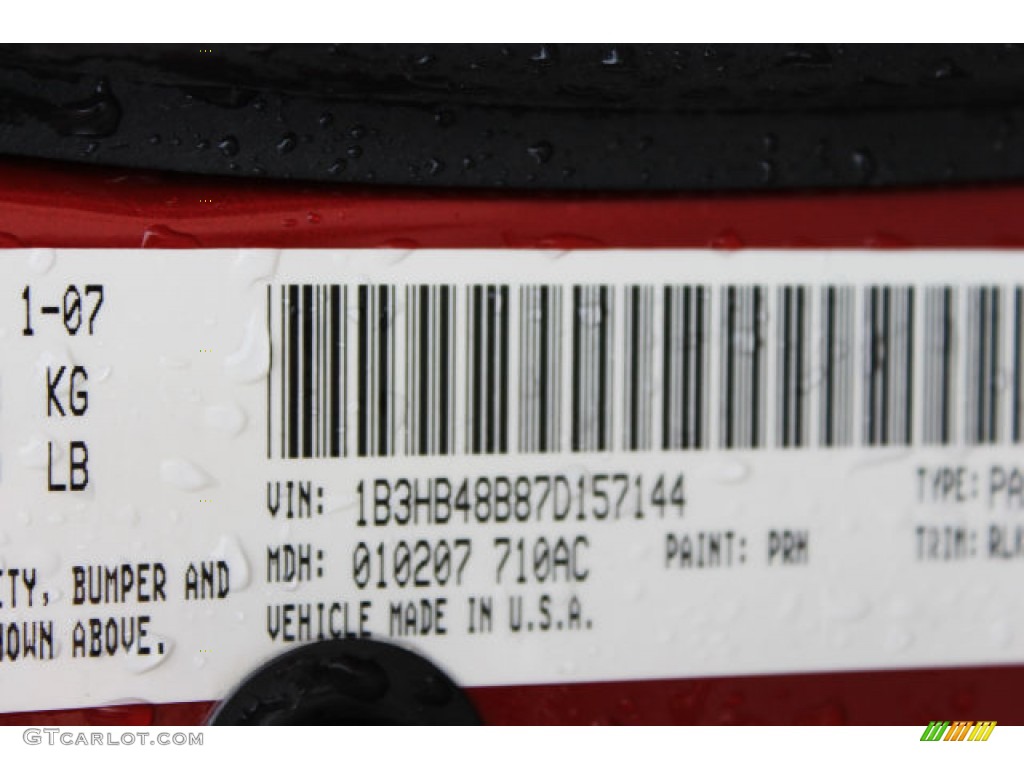 1-07
KG
LB
VIN: 1B3HB48B87D157144
TYPE: PA
MDH: 010207 710AC
PAINT: PRH
TRIM:
ITY, BUMPER AND
VEHICLE MADE IN U.S.A.
HOWN ABOVE.
GTCARLOT.COM